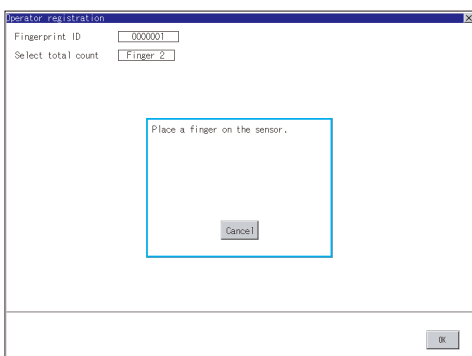 Operator registration
Fingerprint ID 0000001
Select total count Finger 2
Place a finger on the sensor.
Cancel
OK